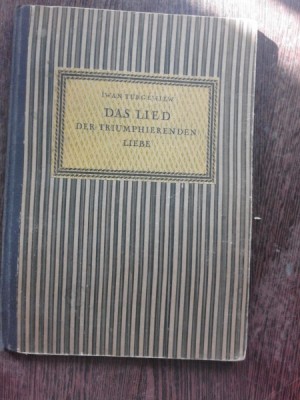 IWAN TURGENJEW
DAS LIED
DER TRIUMPHIERENDEN
LIEBE